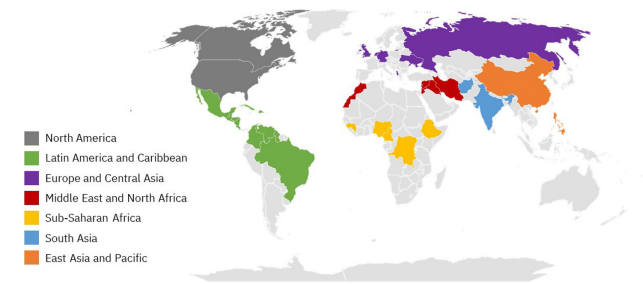 North America
Latin America and Caribbean
Europe and Central Asia
Middle East and North Africa
Sub-Saharan Africa
South Asia
East Asia and Pacific